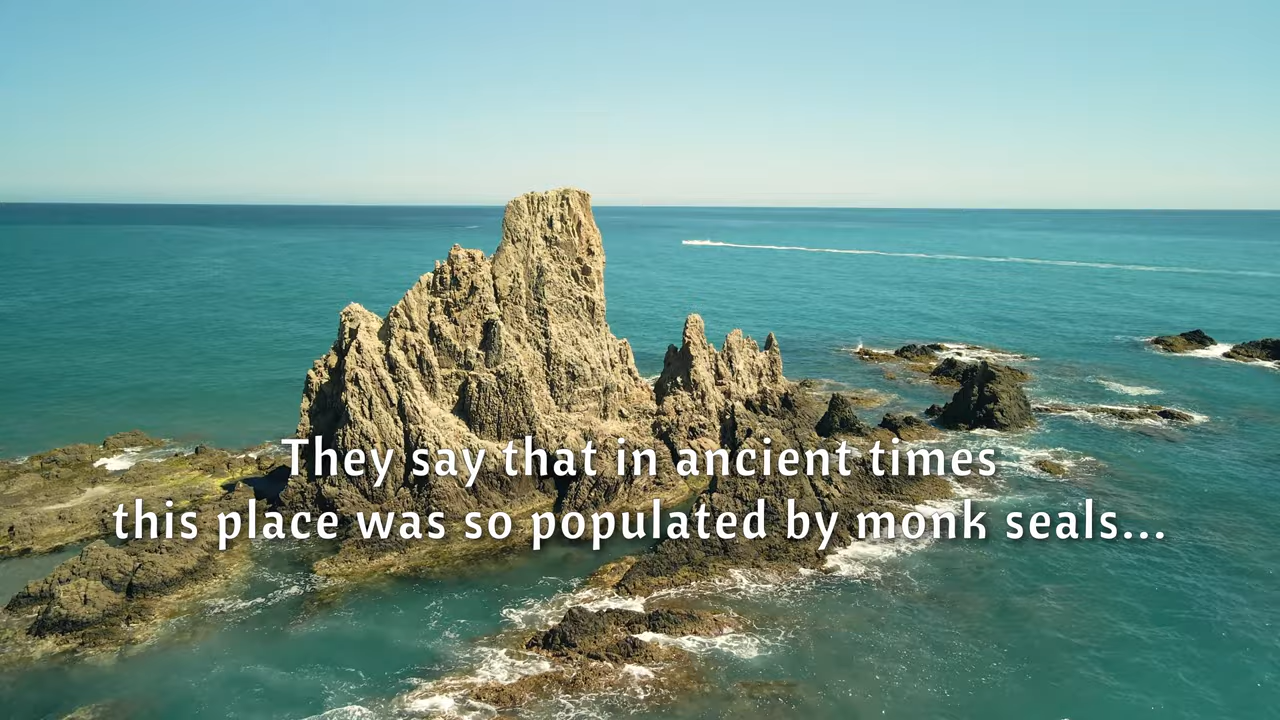 They say that in ancient times
this place was so populated by monk seals...